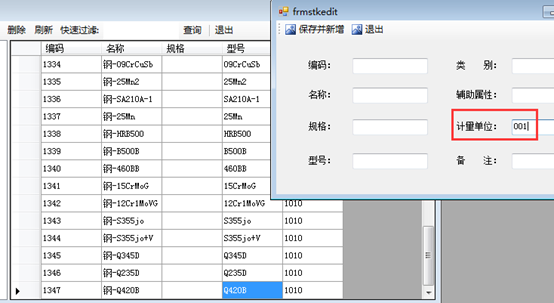 删除 刷新 快速过滤: 查询 退出
编码 名称 规格 型号
1334 钢-09CrCuSb 09CrCuSb
1335 钢-25Mn2 25Mn2
1336 钢-SA210A-1 SA210A-1
1337 钢-25Mn 25Mn
1338 钢-HRB500 HRB500
1339 钢-B500B B500B
1340 钢-460BB 460BB
1341 钢-15CrMoG 15CrMoG
1342 钢-12Cr1MoVG 12Cr1MoVG 1010
1343 钢-S355jo S355jo 1010
1344 钢-S355jo+V S355jo+V 1010
1345 钢-Q345D Q345D 1010
1346 钢-Q235D Q235D 1010
1347 钢-Q420B Q420B 1010
frmstkedit
保存并新增 退出
编码: 类 别:
名称: 辅助属性:
规格: 计量单位: 001
型号: 备 注: